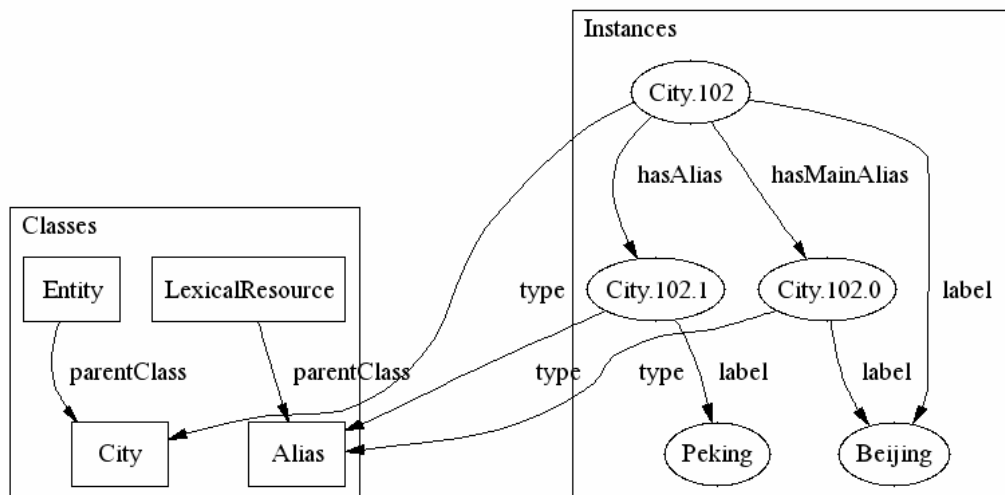 Instances
City.102
hasAlias
hasMainAlias
Classes
Entity
LexicalResource
type
City.102.1
City.102.0
label
parentClass
parentClass
type
type
label
label
City
Alias
Peking
Beijing